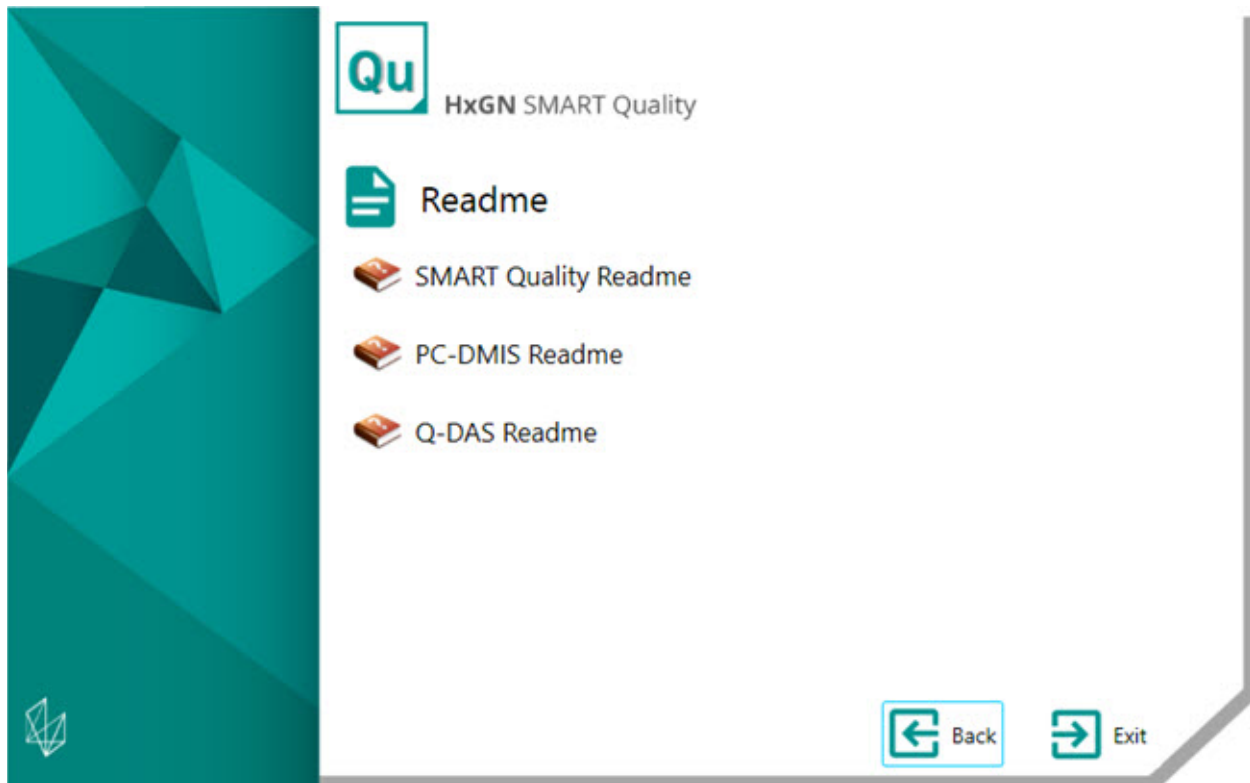 Qu
HxGN SMART Quality
Readme
SMART Quality Readme
PC-DMIS Readme
Q-DAS Readme
Back
Exit